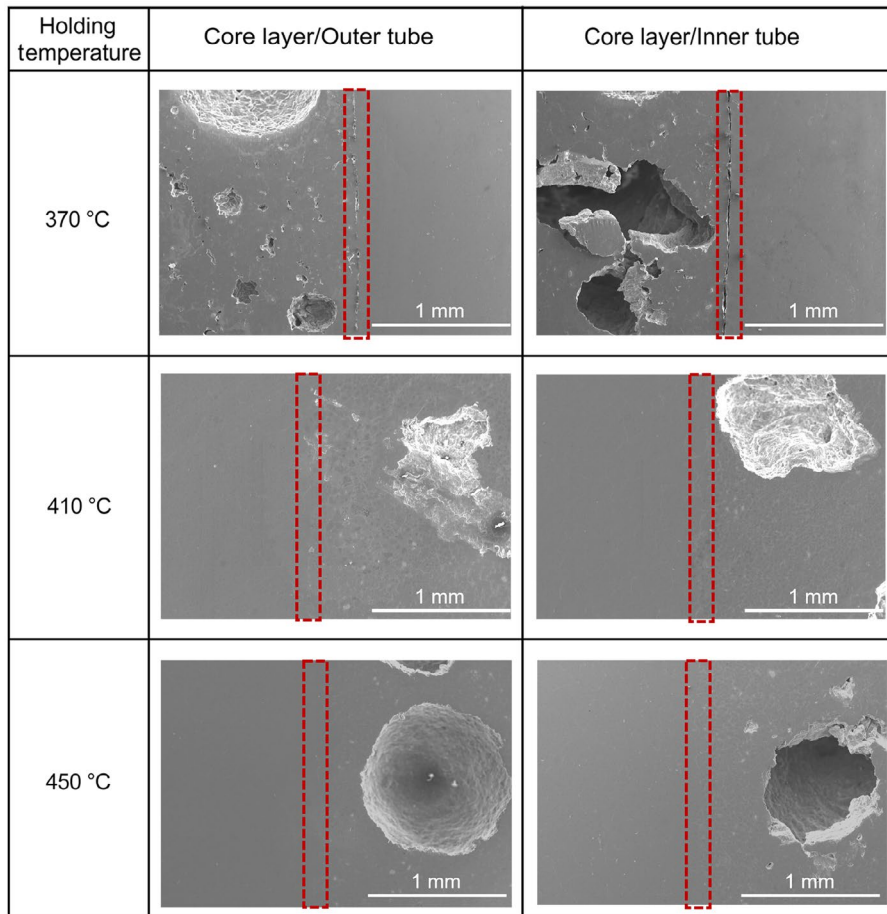 Holding
temperature
Core layer/Outer tube
Core layer/Inner tube
370 °C
1 mm
1 mm
410 °C
1 mm
1 mm
450 °C
1 mm
1 mm